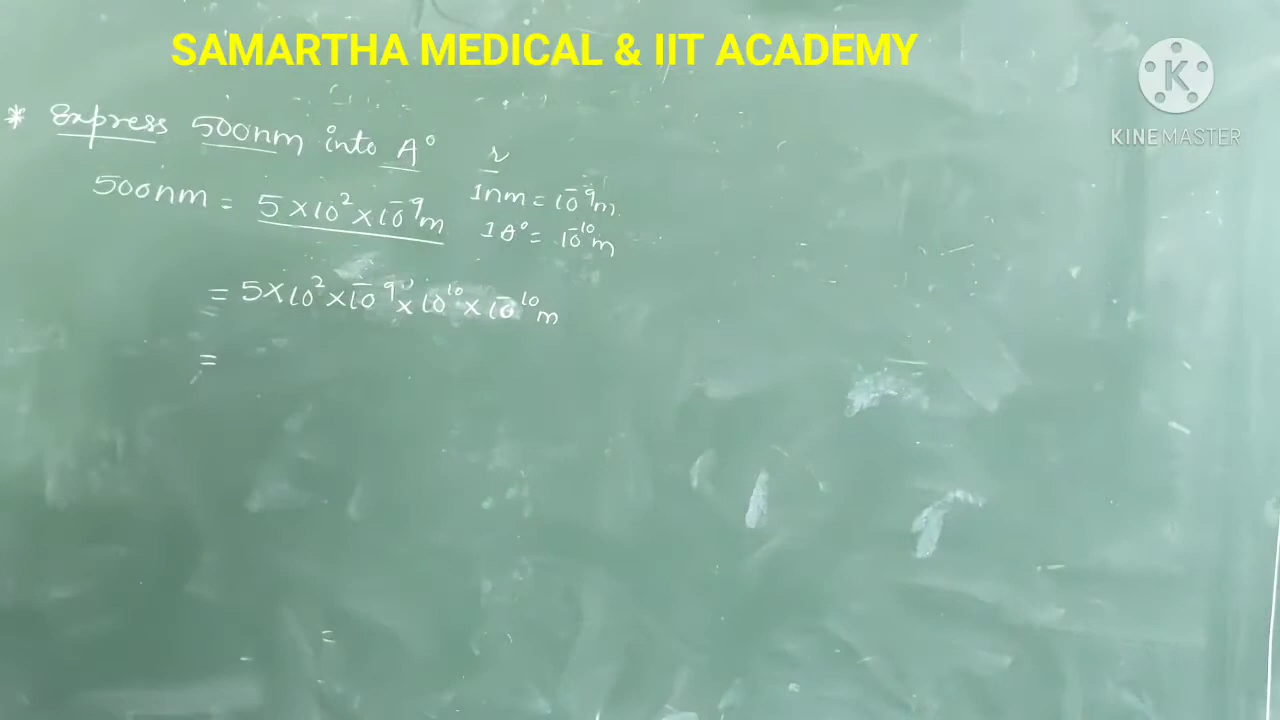 SAMARTHA MEDICAL & IIT ACADEMY
K
KINEMASTER
* Express 500nm into A°
500nm = 5 × 10² × 10⁻⁹m
1nm = 10⁻⁹m
1A° = 10⁻¹⁰m
= 5 × 10² × 10⁻⁹ × 10¹⁰ × 10⁻¹⁰m
=